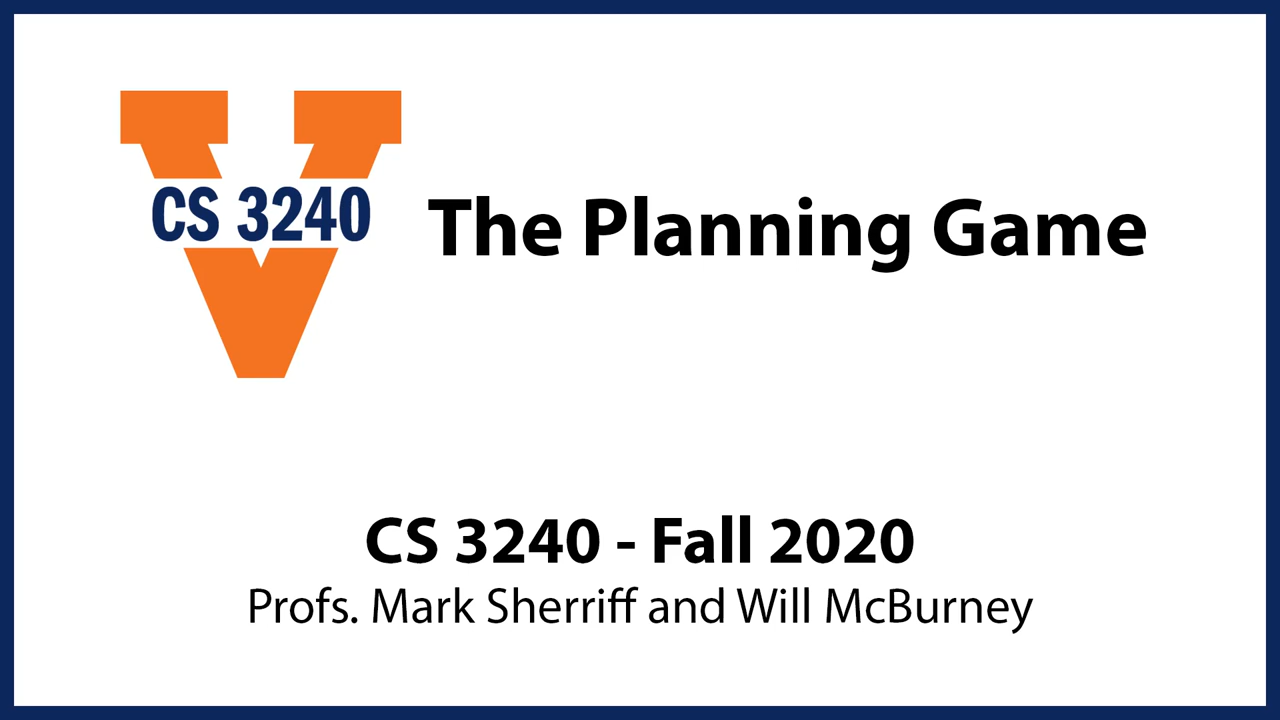 CS 3240
The Planning Game
CS 3240 - Fall 2020
Profs. Mark Sherriff and Will McBurney